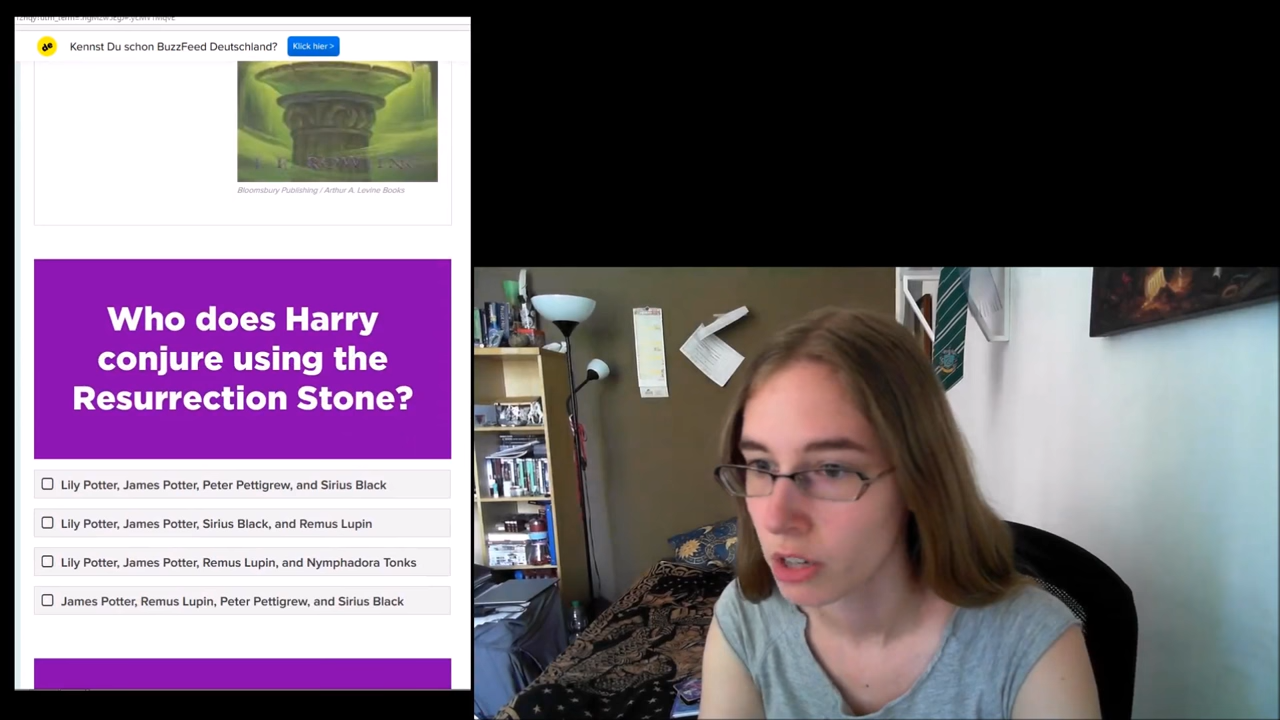 Kennst Du schon BuzzFeed Deutschland?
Klick hier >
Bloomsbury Publishing / Arthur A. Levine Books
Who does Harry
conjure using the
Resurrection Stone?
Lily Potter, James Potter, Peter Pettigrew, and Sirius Black
Lily Potter, James Potter, Sirius Black, and Remus Lupin
Lily Potter, James Potter, Remus Lupin, and Nymphadora Tonks
James Potter, Remus Lupin, Peter Pettigrew, and Sirius Black